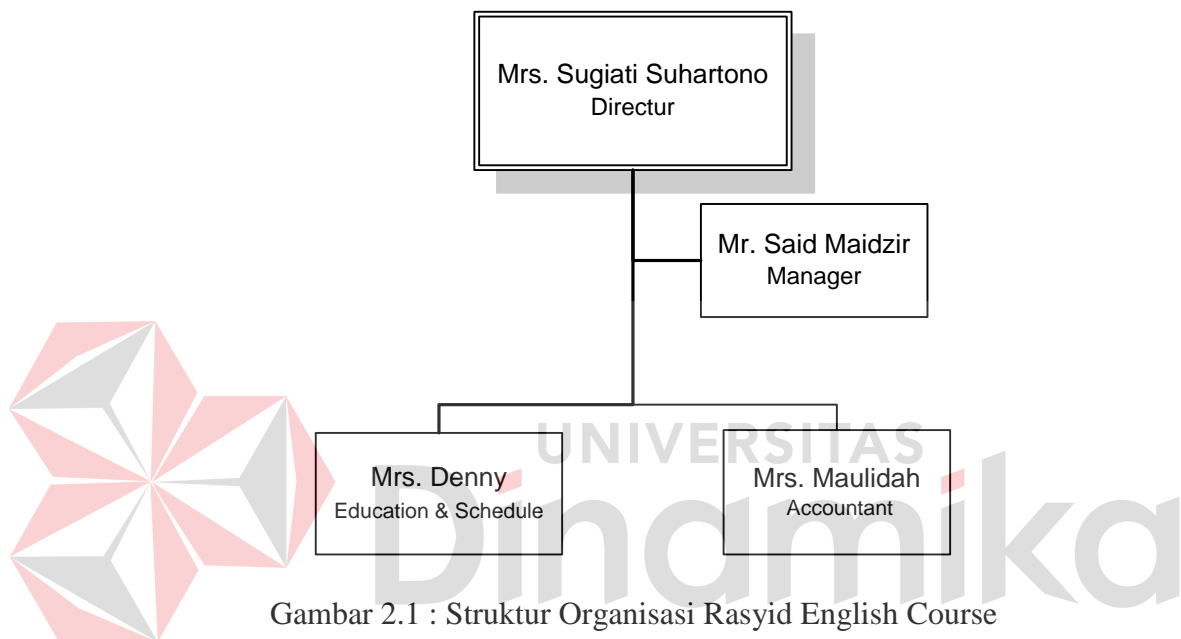 Mrs. Sugiati Suhartono
Directur
Mr. Said Maidzir
Manager
Mrs. Denny
Education & Schedule
Mrs. Maulidah
Accountant
UNIVERSITAS
Dinamika
Gambar 2.1 : Struktur Organisasi Rasyid English Course